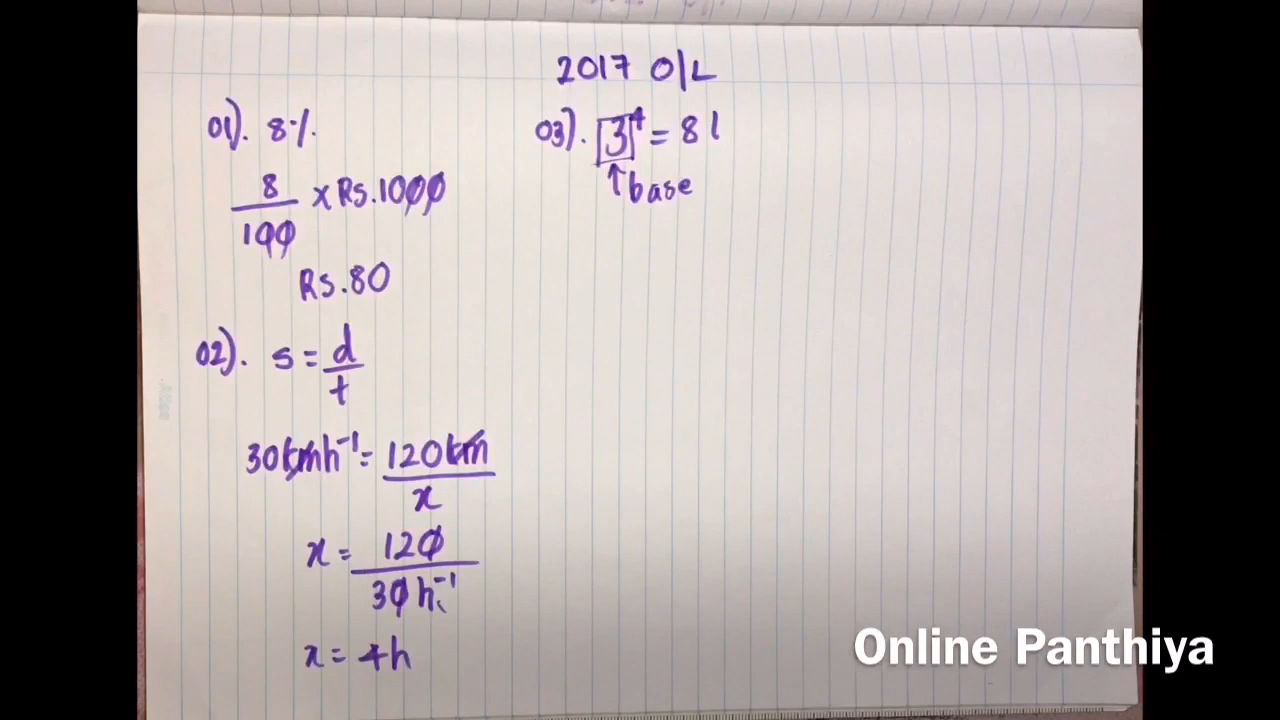 2017 O/L
01). 8%.
8/100 × Rs.1000
Rs.80
02). s = d/t
30kmh⁻¹ = 120km/x
x = 120/30h⁻¹
x = 4h
03). 3⁴ = 81
↑base
Online Panthiya